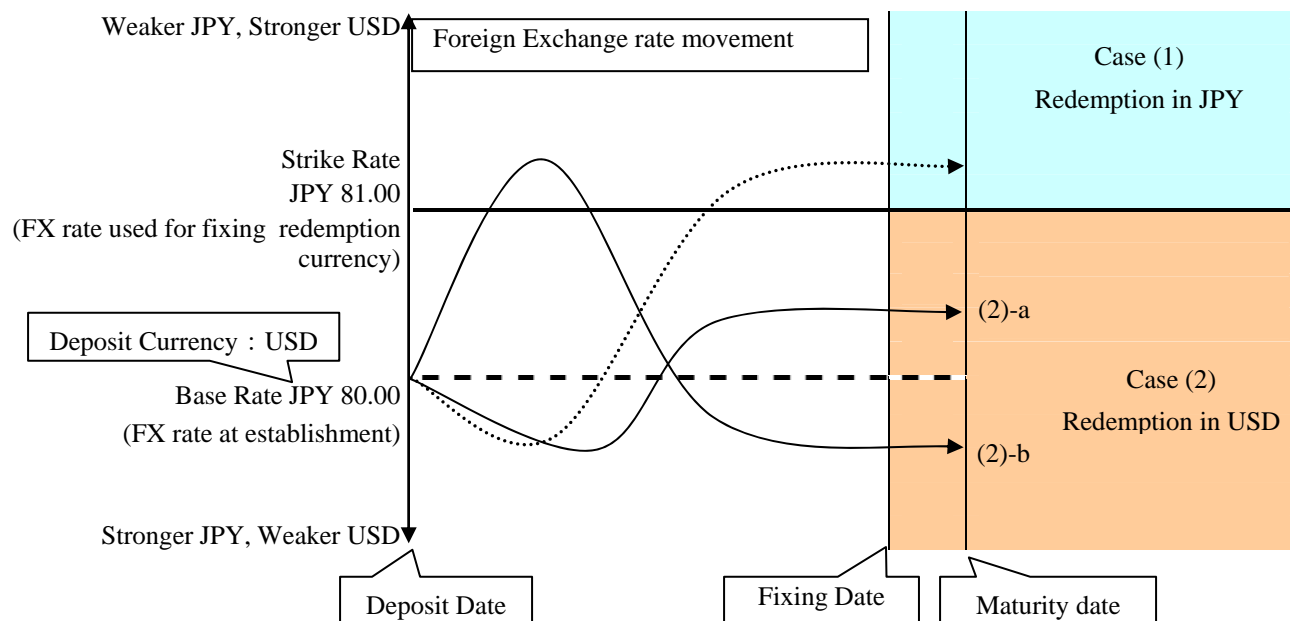 Weaker JPY, Stronger USD
Foreign Exchange rate movement
Case (1)
Redemption in JPY
Strike Rate
JPY 81.00
(FX rate used for fixing redemption
currency)
(2)-a
Deposit Currency：USD
Base Rate JPY 80.00
(FX rate at establishment)
Case (2)
Redemption in USD
(2)-b
Stronger JPY, Weaker USD
Deposit Date
Fixing Date
Maturity date